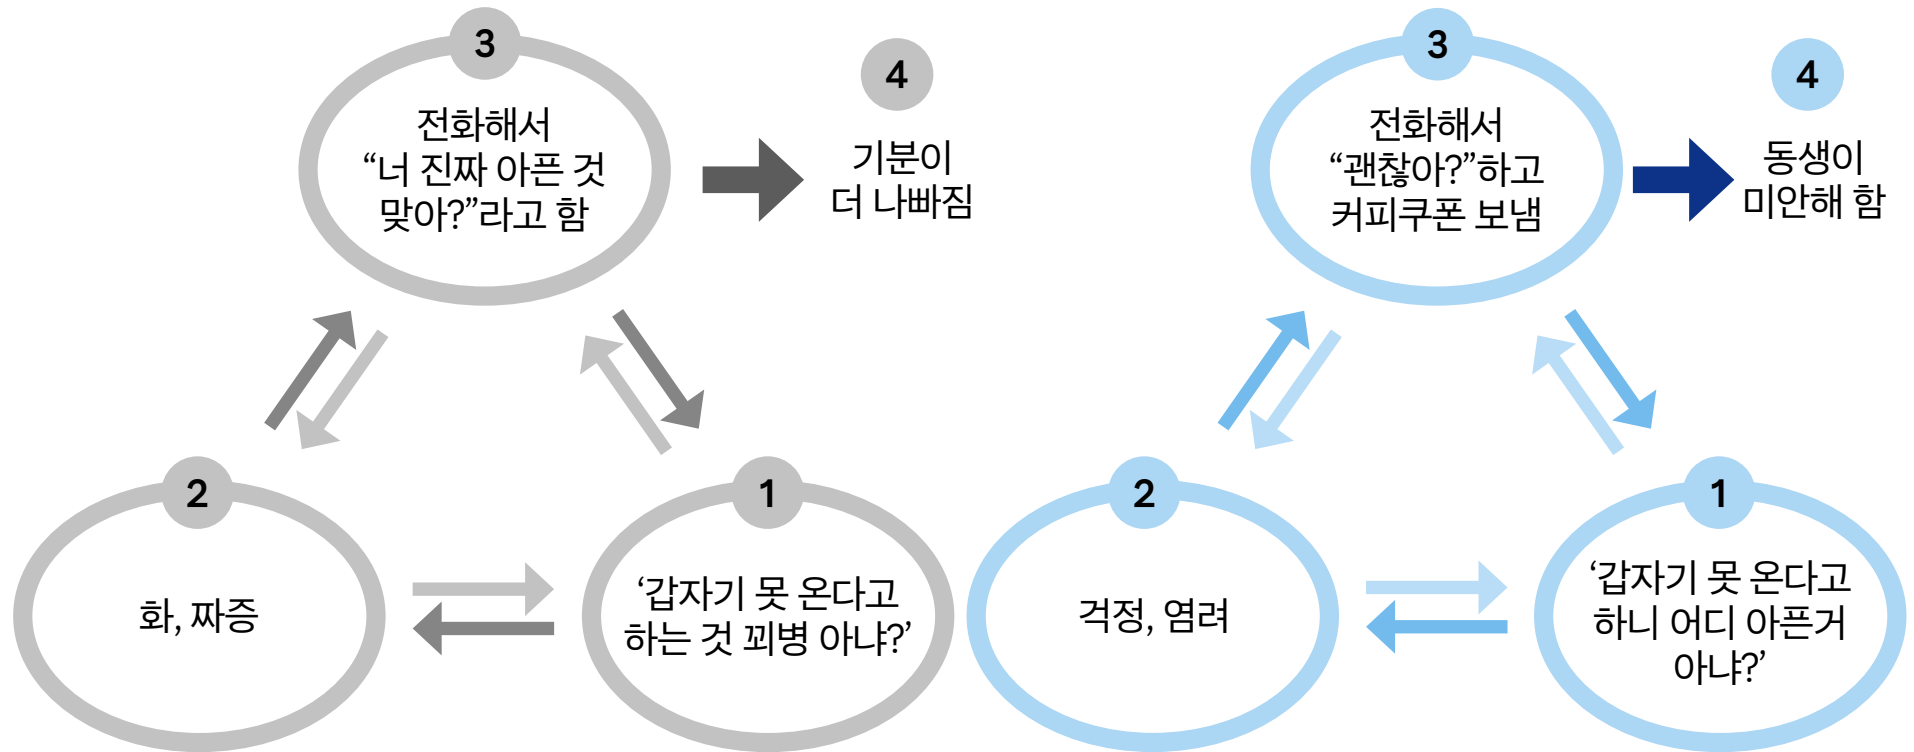 3
전화해서
“너 진짜 아픈 것
맞아?”라고 함
4
기분이
더 나빠짐
2
화, 짜증
1
‘갑자기 못 온다고
하는 것 꾀병 아냐?’
3
전화해서
“괜찮아?”하고
커피쿠폰 보냄
4
동생이
미안해 함
2
걱정, 염려
1
‘갑자기 못 온다고
하니 어디 아픈거
아냐?’